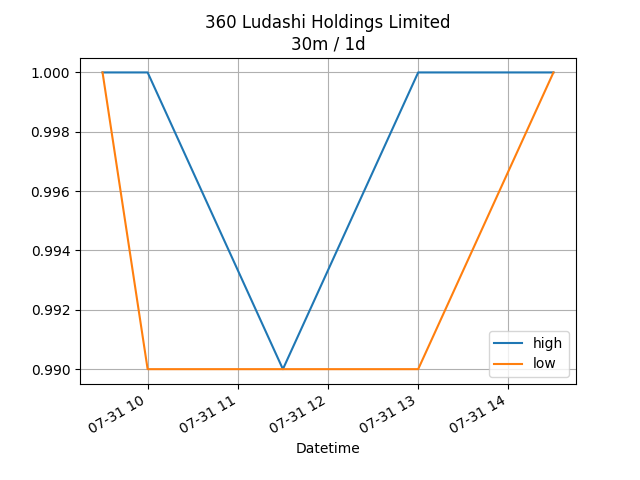 360 Ludashi Holdings Limited
30m / 1d
1.000
0.998
0.996
0.994
0.992
0.990
high
low
07-31 10
07-31 11
07-31 12
07-31 13
07-31 14
Datetime